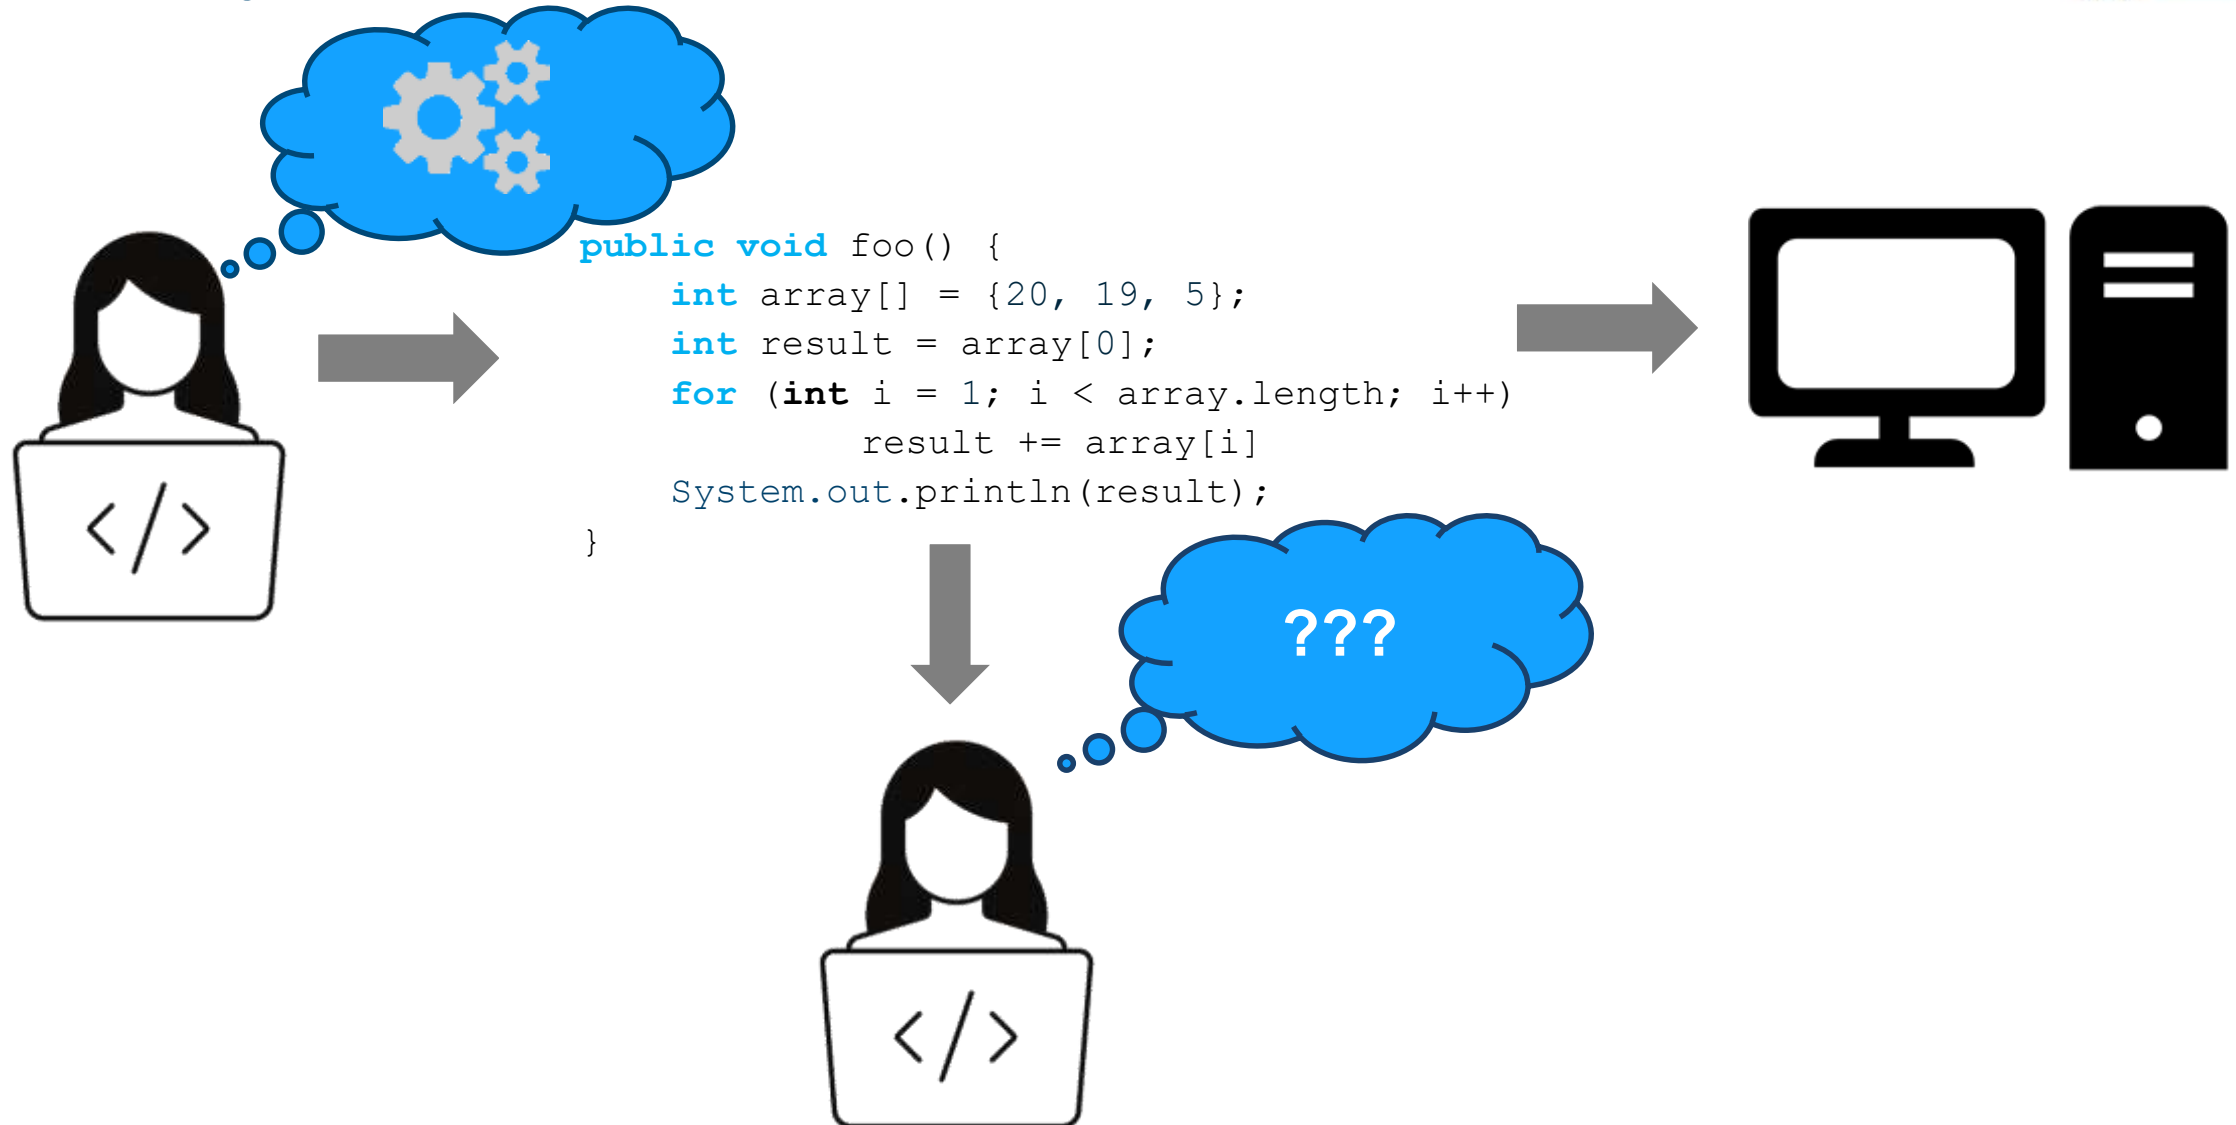 public void foo() {
int array[] = {20, 19, 5};
int result = array[0];
for (int i = 1; i < array.length; i++)
result += array[i]
System.out.println(result);
}
???
</>
</>